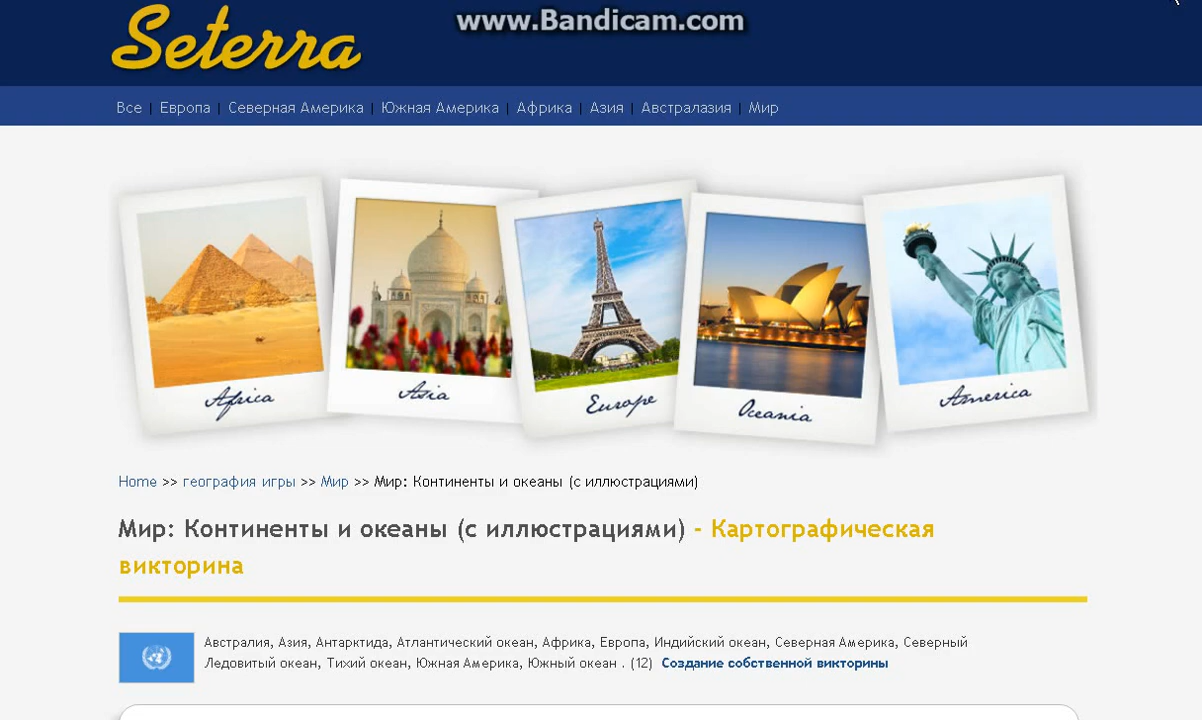 www.Bandicam.com
Seterra
Все | Европа | Северная Америка | Южная Америка | Африка | Азия | Австралазия | Мир
Africa
Asia
Europe
Oceania
America
Home >> география игры >> Мир >> Мир: Континенты и океаны (с иллюстрациями)
Мир: Континенты и океаны (с иллюстрациями) - Картографическая
викторина
Австралия, Азия, Антарктида, Атлантический океан, Африка, Европа, Индийский океан, Северная Америка, Северный
Ледовитый океан, Тихий океан, Южная Америка, Южный океан . (12) Создание собственной викторины